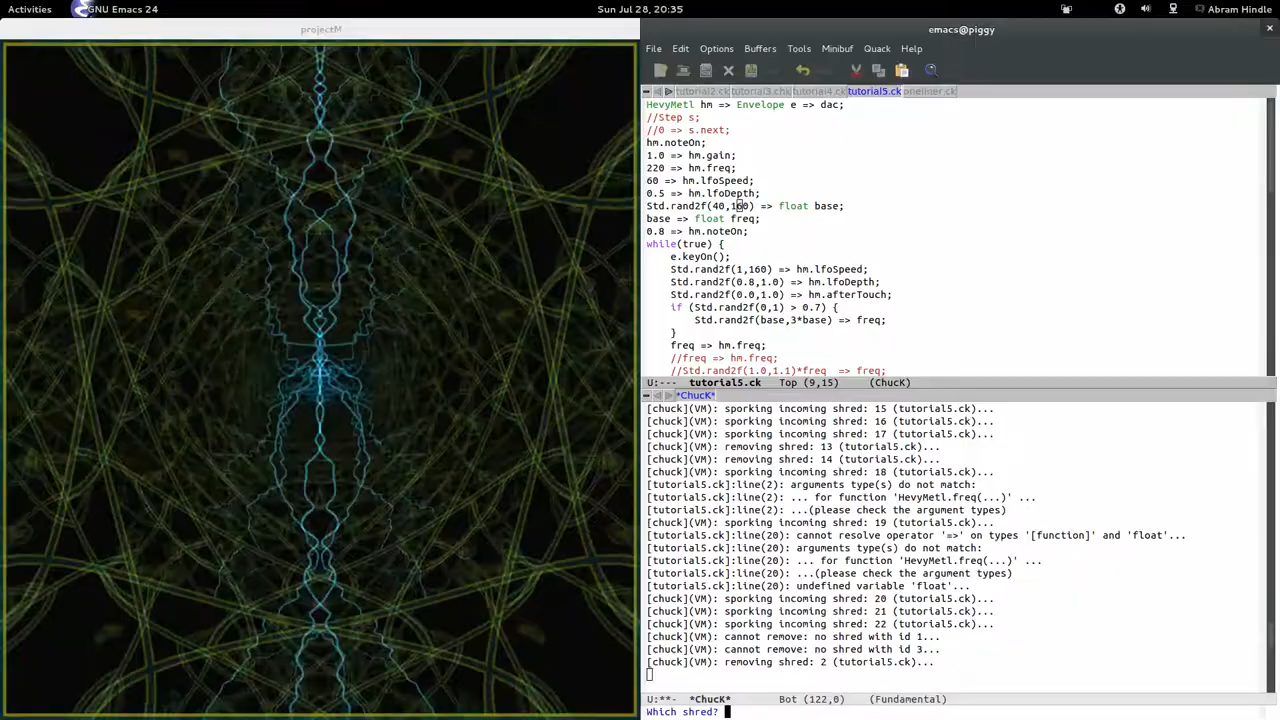 Activities GNU Emacs 24 Sun Jul 28, 20:35 Abram Hindle
projectM
emacs@piggy
File Edit Options Buffers Tools Minibuf Quack Help
tutorial2.ck tutorial3.chk tutorial4.ck tutorial5.ck oneliner.ck
HevyMetl hm => Envelope e => dac;
//Step s;
//0 => s.next;
hm.noteOn;
1.0 => hm.gain;
220 => hm.freq;
60 => hm.lfoSpeed;
0.5 => hm.lfoDepth;
Std.rand2f(40,160) => float base;
base => float freq;
0.8 => hm.noteOn;
while(true) {
e.keyOn();
Std.rand2f(1,160) => hm.lfoSpeed;
Std.rand2f(0.8,1.0) => hm.lfoDepth;
Std.rand2f(0.0,1.0) => hm.afterTouch;
if (Std.rand2f(0,1) > 0.7) {
Std.rand2f(base,3*base) => freq;
}
freq => hm.freq;
//freq => hm.freq;
//Std.rand2f(1.0,1.1)*freq  => freq;
U:--- tutorial5.ck Top (9,15) (ChucK)
*ChucK*
[chuck](VM): sporking incoming shred: 15 (tutorial5.ck)...
[chuck](VM): sporking incoming shred: 16 (tutorial5.ck)...
[chuck](VM): sporking incoming shred: 17 (tutorial5.ck)...
[chuck](VM): removing shred: 13 (tutorial5.ck)...
[chuck](VM): removing shred: 14 (tutorial5.ck)...
[chuck](VM): sporking incoming shred: 18 (tutorial5.ck)...
[tutorial5.ck]:line(2): arguments type(s) do not match:
[tutorial5.ck]:line(2): ... for function 'HevyMetl.freq(...)' ...
[tutorial5.ck]:line(2): ...(please check the argument types)
[chuck](VM): sporking incoming shred: 19 (tutorial5.ck)...
[tutorial5.ck]:line(20): cannot resolve operator '=>' on types '[function]' and 'float'...
[tutorial5.ck]:line(20): arguments type(s) do not match:
[tutorial5.ck]:line(20): ... for function 'HevyMetl.freq(...)' ...
[tutorial5.ck]:line(20): ...(please check the argument types)
[tutorial5.ck]:line(20): undefined variable 'float'...
[chuck](VM): sporking incoming shred: 20 (tutorial5.ck)...
[chuck](VM): sporking incoming shred: 21 (tutorial5.ck)...
[chuck](VM): sporking incoming shred: 22 (tutorial5.ck)...
[chuck](VM): cannot remove: no shred with id 1...
[chuck](VM): cannot remove: no shred with id 3...
[chuck](VM): removing shred: 2 (tutorial5.ck)...
U:**- *ChucK* Bot (122,0) (Fundamental)
Which shred?